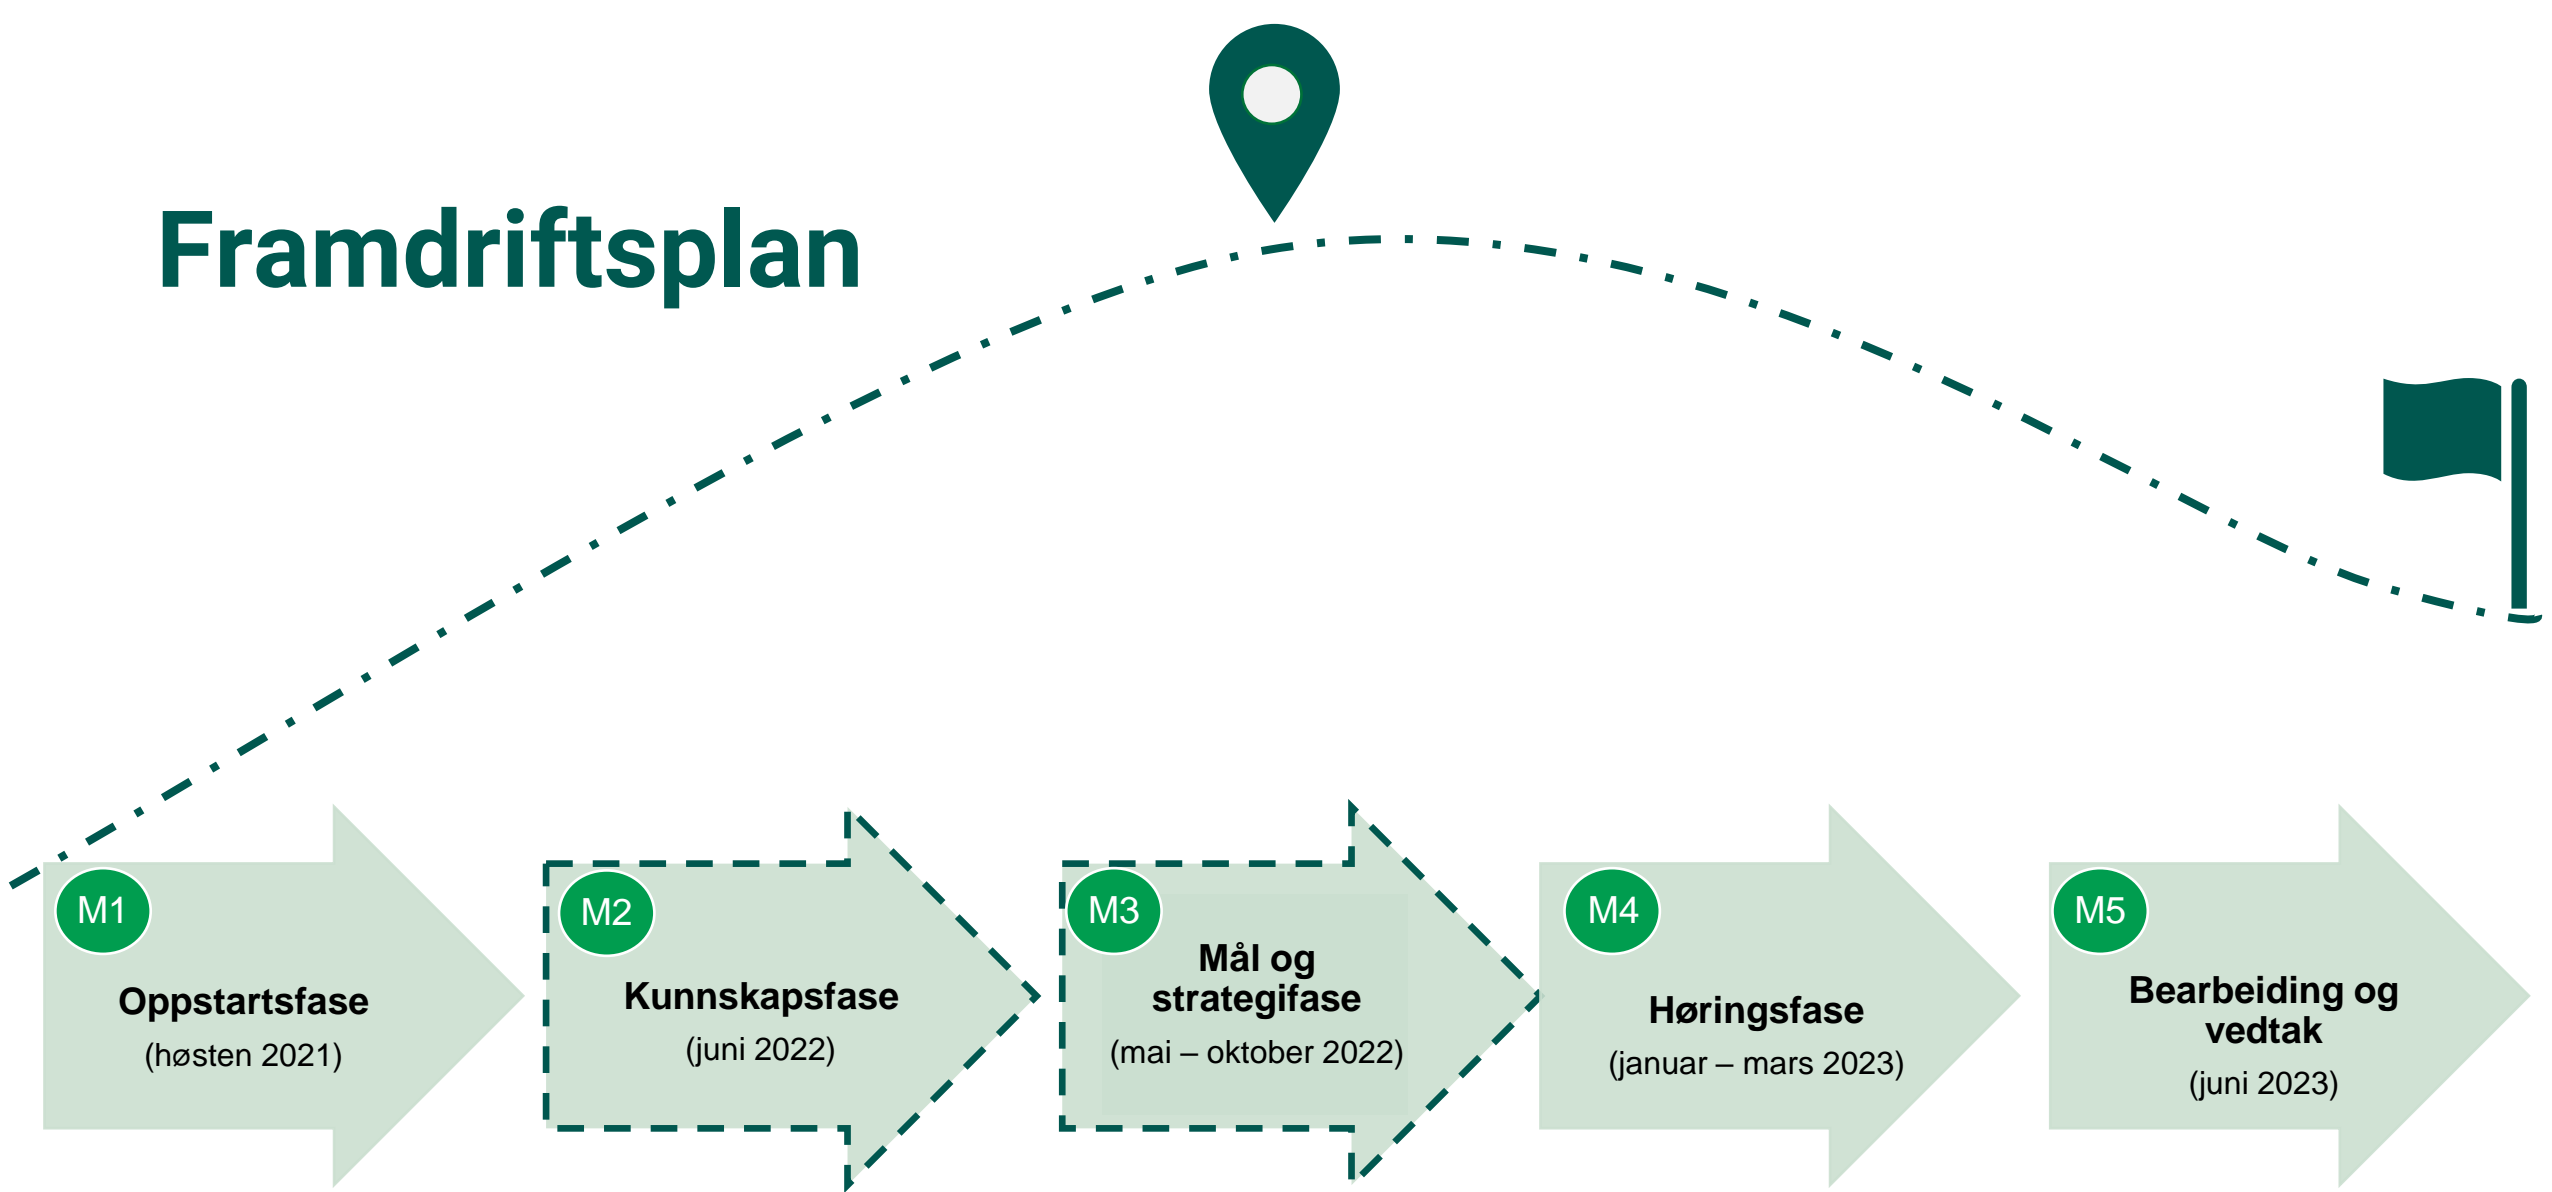 Framdriftsplan
M1
Oppstartsfase
(høsten 2021)
M2
Kunnskapsfase
(juni 2022)
M3
Mål og
strategifase
(mai – oktober 2022)
M4
Høringsfase
(januar – mars 2023)
M5
Bearbeiding og
vedtak
(juni 2023)